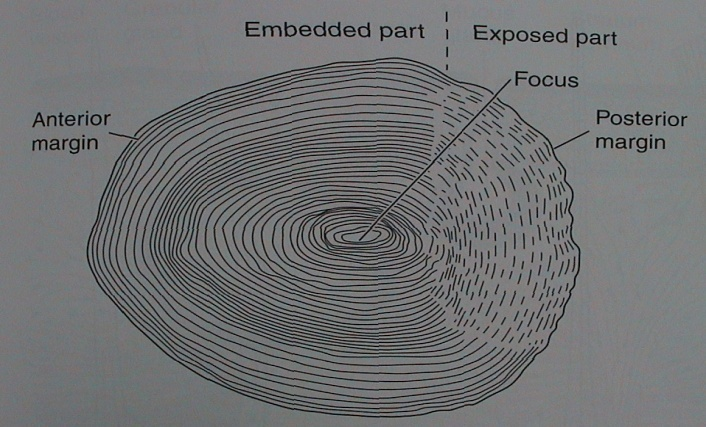 Embedded part
Exposed part
Focus
Anterior
margin
Posterior
margin